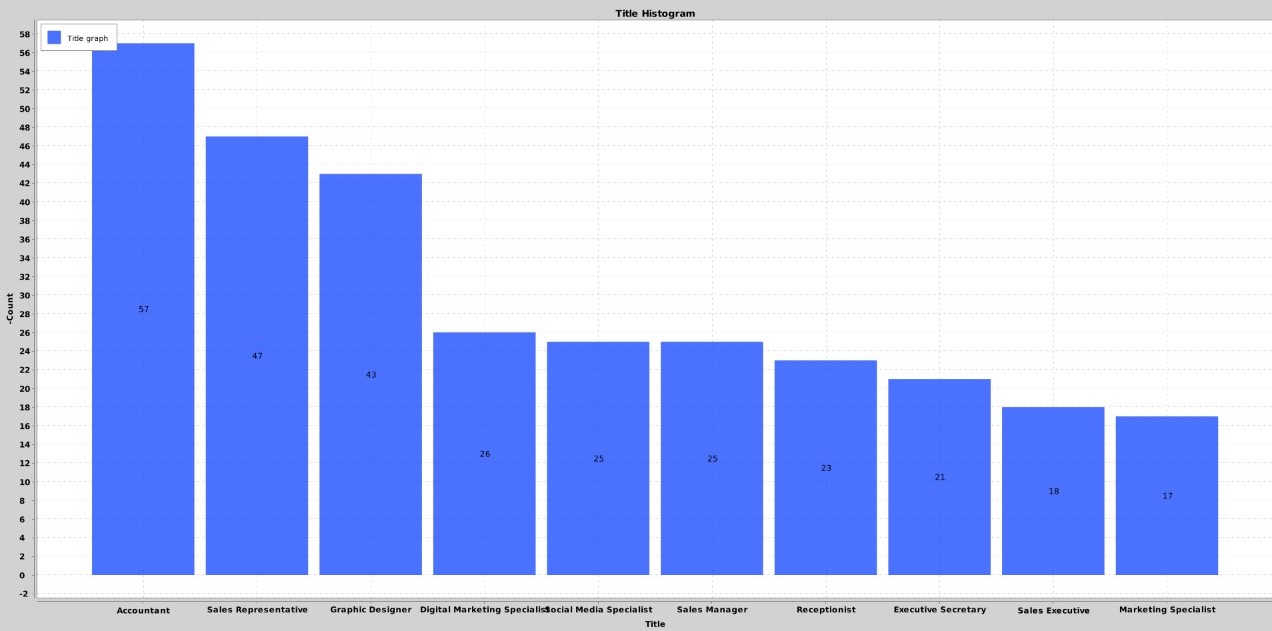 Title Histogram
Title graph
58
56
54
52
50
48
46
44
42
40
38
36
34
32
30
28
26
24
22
20
18
16
14
12
10
8
6
4
2
0
-2
-Count
57
47
43
26
25
25
23
21
18
17
Accountant
Sales Representative
Graphic Designer
Digital Marketing Specialist
Social Media Specialist
Sales Manager
Receptionist
Executive Secretary
Sales Executive
Marketing Specialist
Title